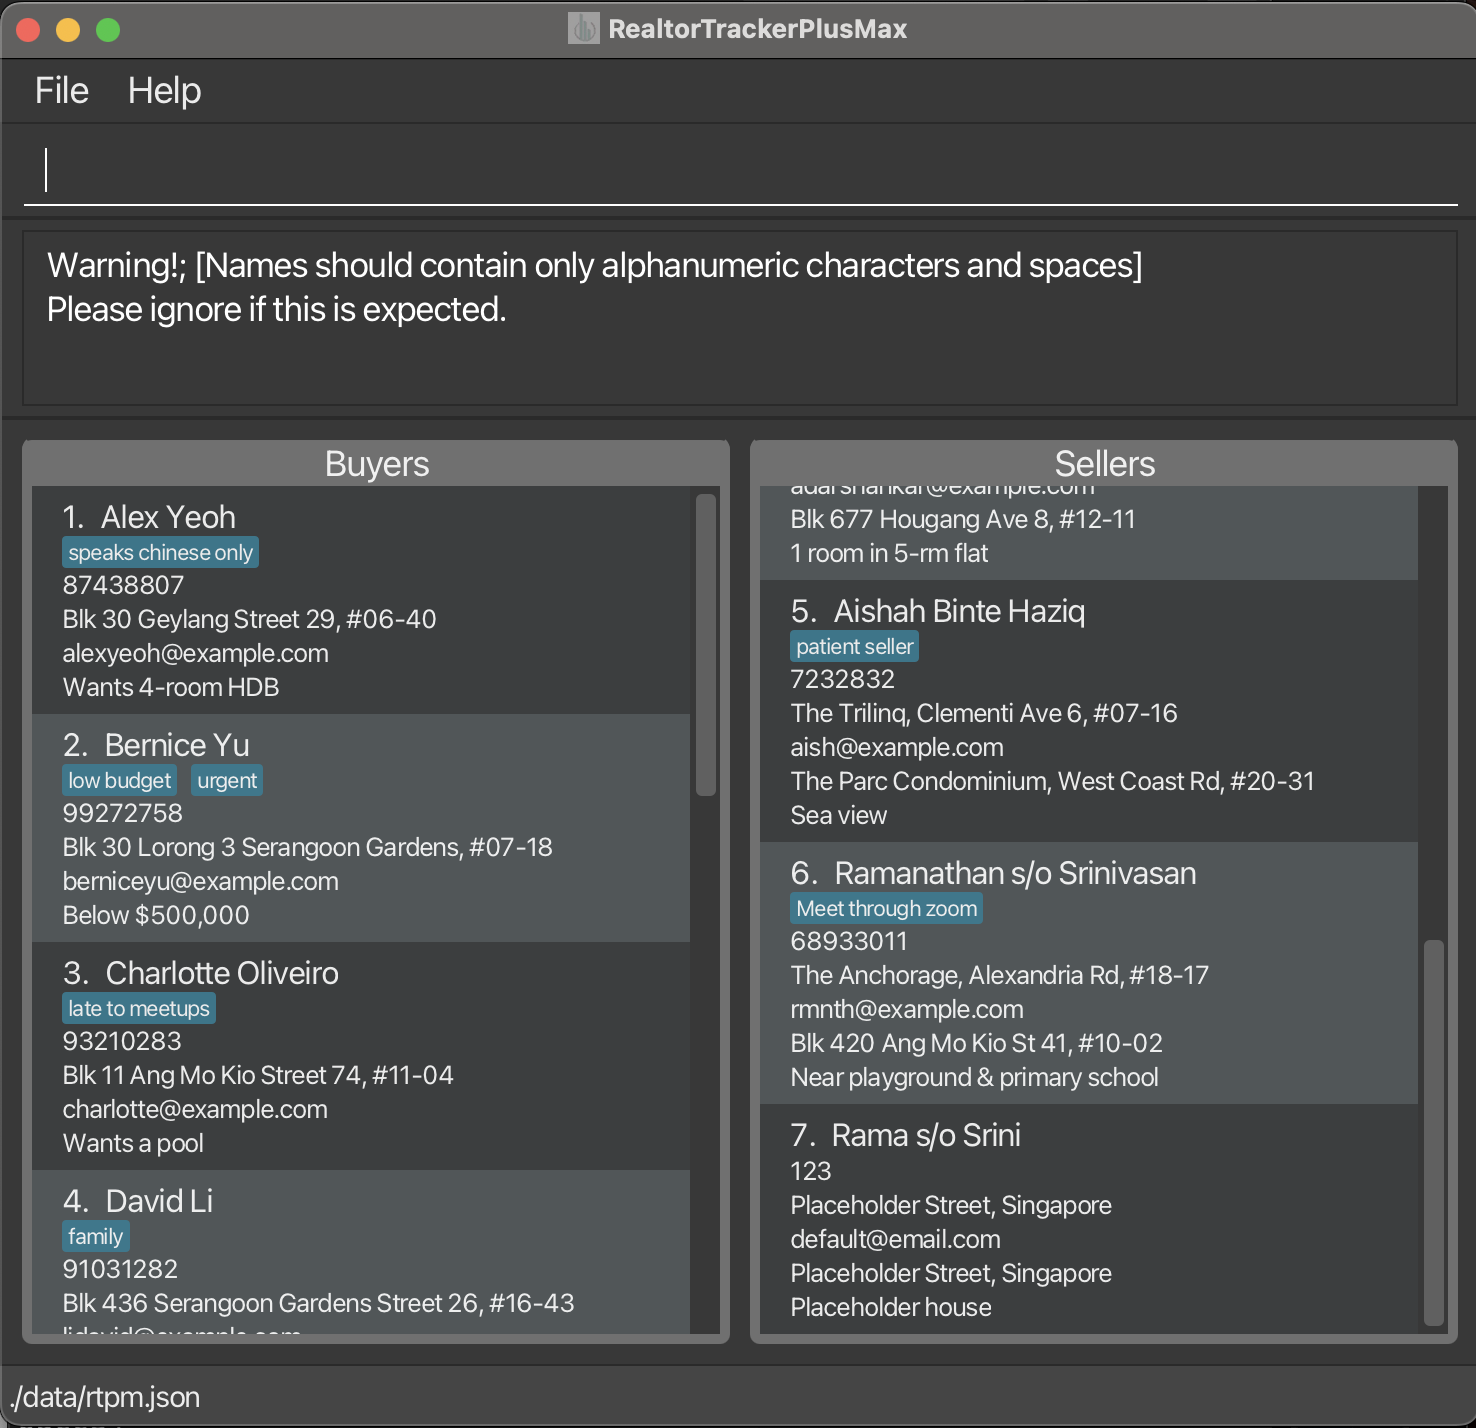 RealtorTrackerPlusMax
File Help
Warning!; [Names should contain only alphanumeric characters and spaces]
Please ignore if this is expected.
Buyers
1. Alex Yeoh
speaks chinese only
87438807
Blk 30 Geylang Street 29, #06-40
alexyeoh@example.com
Wants 4-room HDB
2. Bernice Yu
low budget urgent
99272758
Blk 30 Lorong 3 Serangoon Gardens, #07-18
berniceyu@example.com
Below $500,000
3. Charlotte Oliveiro
late to meetups
93210283
Blk 11 Ang Mo Kio Street 74, #11-04
charlotte@example.com
Wants a pool
4. David Li
family
91031282
Blk 436 Serangoon Gardens Street 26, #16-43
lidavid@example.com
Sellers
adarshankar@example.com
Blk 677 Hougang Ave 8, #12-11
1 room in 5-rm flat
5. Aishah Binte Haziq
patient seller
7232832
The Trilinq, Clementi Ave 6, #07-16
aish@example.com
The Parc Condominium, West Coast Rd, #20-31
Sea view
6. Ramanathan s/o Srinivasan
Meet through zoom
68933011
The Anchorage, Alexandria Rd, #18-17
rmnth@example.com
Blk 420 Ang Mo Kio St 41, #10-02
Near playground & primary school
7. Rama s/o Srini
123
Placeholder Street, Singapore
default@email.com
Placeholder Street, Singapore
Placeholder house
./data/rtpm.json